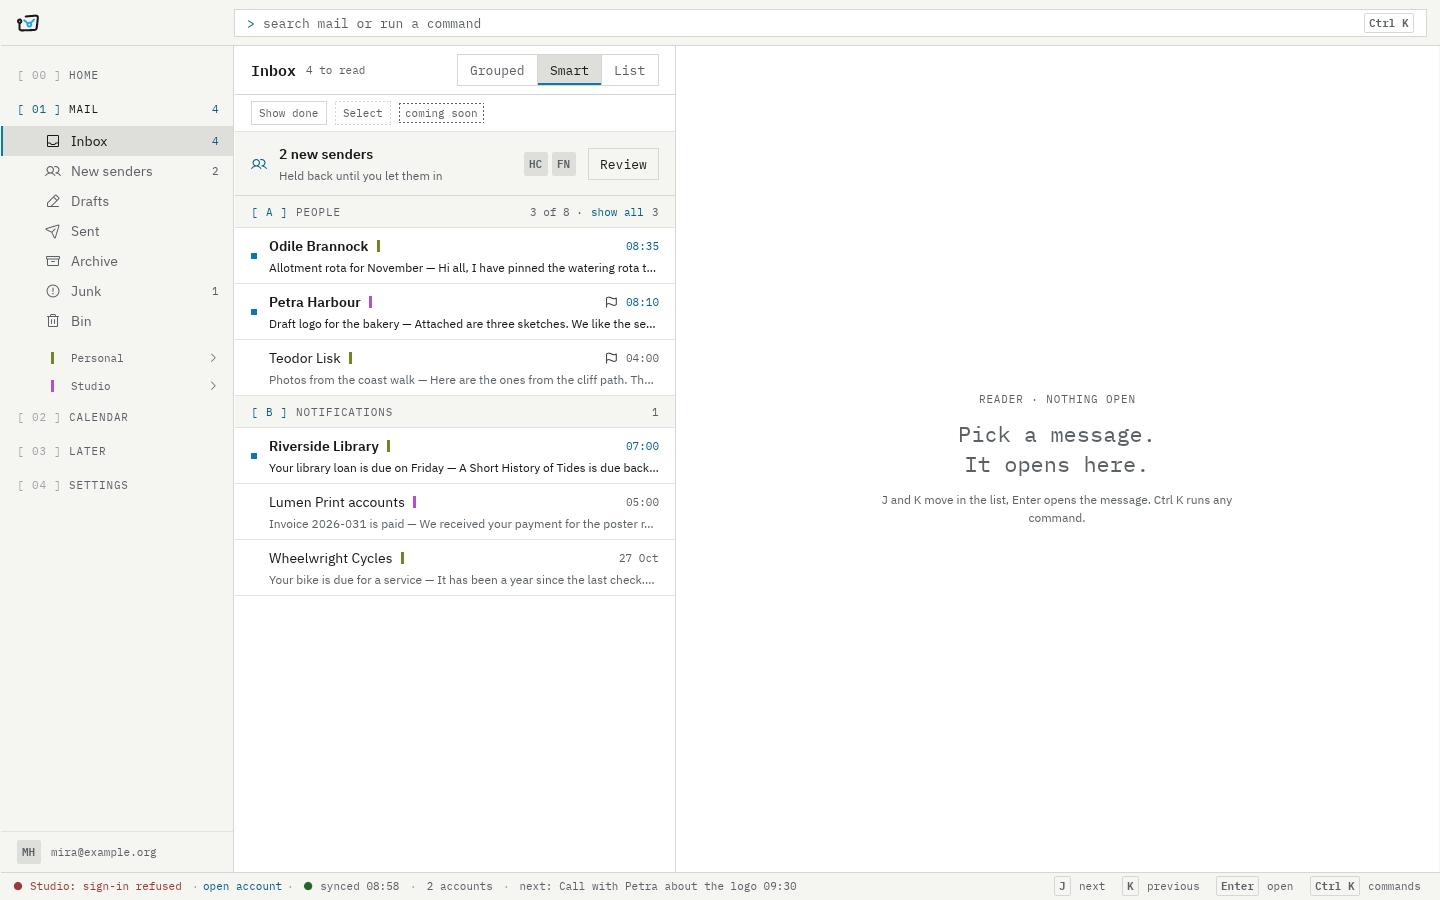 > search mail or run a command Ctrl K
[ 00 ] HOME
[ 01 ] MAIL 4
Inbox 4
New senders 2
Drafts
Sent
Archive
Junk 1
Bin
Personal
Studio
[ 02 ] CALENDAR
[ 03 ] LATER
[ 04 ] SETTINGS
MH mira@example.org
Inbox 4 to read Grouped Smart List
Show done Select coming soon
2 new senders
Held back until you let them in
HC FN Review
[ A ] PEOPLE 3 of 8 · show all 3
Odile Brannock 08:35
Allotment rota for November — Hi all, I have pinned the watering rota t...
Petra Harbour 08:10
Draft logo for the bakery — Attached are three sketches. We like the se...
Teodor Lisk 04:00
Photos from the coast walk — Here are the ones from the cliff path. Th...
[ B ] NOTIFICATIONS 1
Riverside Library 07:00
Your library loan is due on Friday — A Short History of Tides is due back...
Lumen Print accounts 05:00
Invoice 2026-031 is paid — We received your payment for the poster r...
Wheelwright Cycles 27 Oct
Your bike is due for a service — It has been a year since the last check....
READER · NOTHING OPEN
Pick a message.
It opens here.
J and K move in the list, Enter opens the message. Ctrl K runs any
command.
Studio: sign-in refused · open account · synced 08:58 · 2 accounts · next: Call with Petra about the logo 09:30 J next K previous Enter open Ctrl K commands